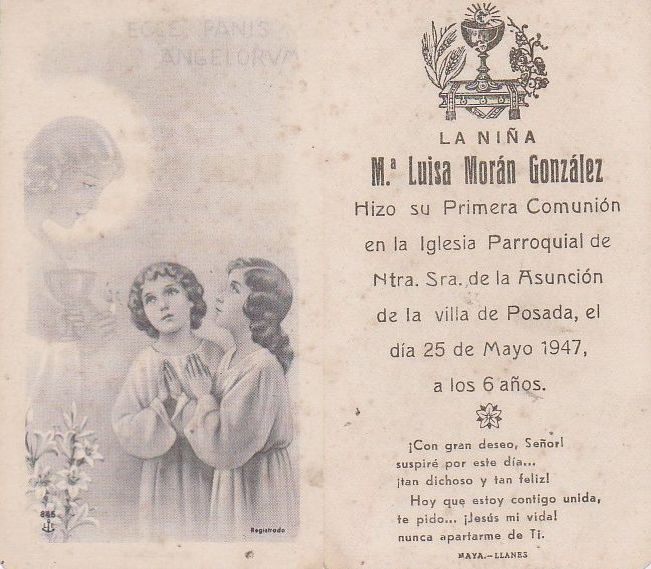 ECCE PANIS
ANGELORVM
865
Registrado
LA NIÑA
M.ª Luisa Morán González
Hizo su Primera Comunión
en la Iglesia Parroquial de
Ntra. Sra. de la Asunción
de la villa de Posada, el
día 25 de Mayo 1947,
a los 6 años.
¡Con gran deseo, Señor!
suspiré por este día...
¡tan dichoso y tan feliz!
Hoy que estoy contigo unida,
te pido... ¡Jesús mi vida!
nunca apartarme de Ti.
MAYA.—LLANES